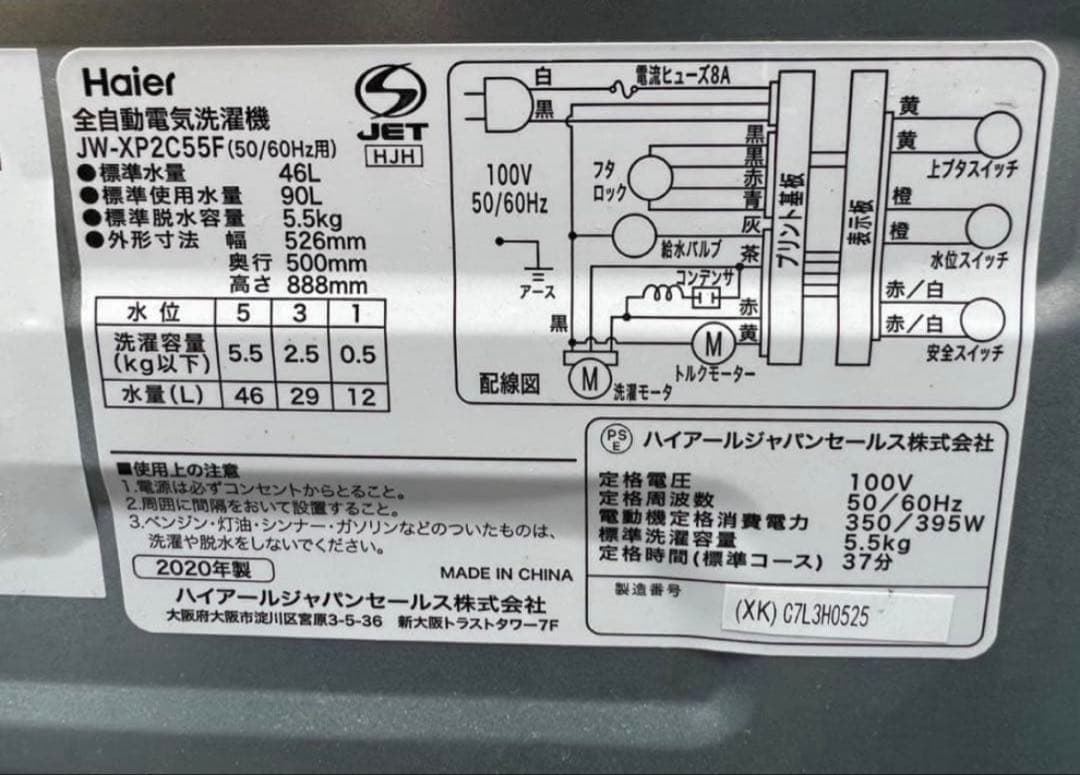 Haier
全自動電気洗濯機
JW-XP2C55F(50/60Hz用)
●標準水量 46L
●標準使用水量 90L
●標準脱水容量 5.5kg
●外形寸法 幅 526mm
奥行 500mm
高さ 888mm
JET
HJH
水位 5 3 1
洗濯容量(kg以下) 5.5 2.5 0.5
水量(L) 46 29 12
白
電流ヒューズ8A
黒
100V
50/60Hz
アース
フタロック
黒
黒
赤
青
灰
給水バルブ
茶
コンデンサ
赤
黄
黒
M
トルクモーター
M
洗濯モータ
配線図
プリント基板
表示板
黄
黄
上ブタスイッチ
橙
橙
水位スイッチ
赤/白
赤/白
安全スイッチ
■使用上の注意
1.電源は必ずコンセントからとること。
2.周囲に間隔をおいて設置すること。
3.ベンジン・灯油・シンナー・ガソリンなどのついたものは、
洗濯や脱水をしないでください。
2020年製
MADE IN CHINA
ハイアールジャパンセールス株式会社
大阪府大阪市淀川区宮原3-5-36 新大阪トラストタワー7F
PS
E
ハイアールジャパンセールス株式会社
定格電圧 100V
定格周波数 50/60Hz
電動機定格消費電力 350/395W
標準洗濯容量 5.5kg
定格時間(標準コース) 37分
製造番号
(XK) C7L3H0525